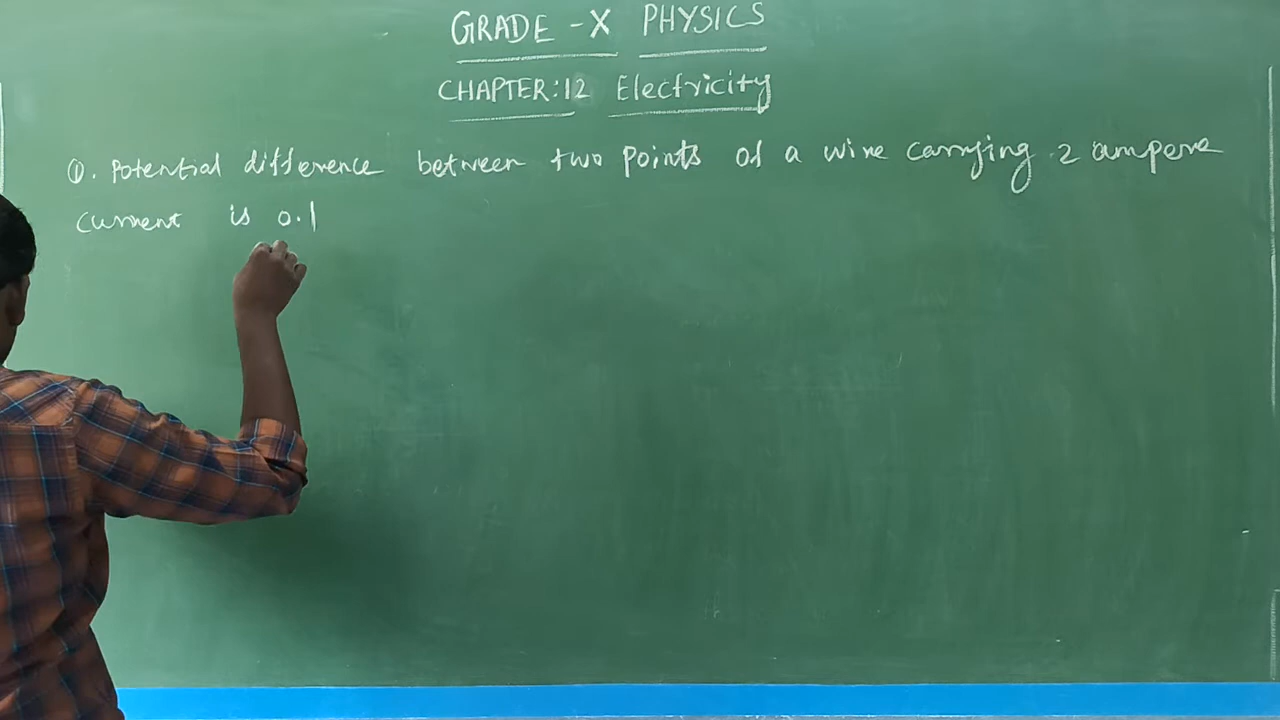 GRADE - X PHYSICS
CHAPTER:12 Electricity
①. Potential difference between two points of a wire carrying 2 ampere
current is 0.1